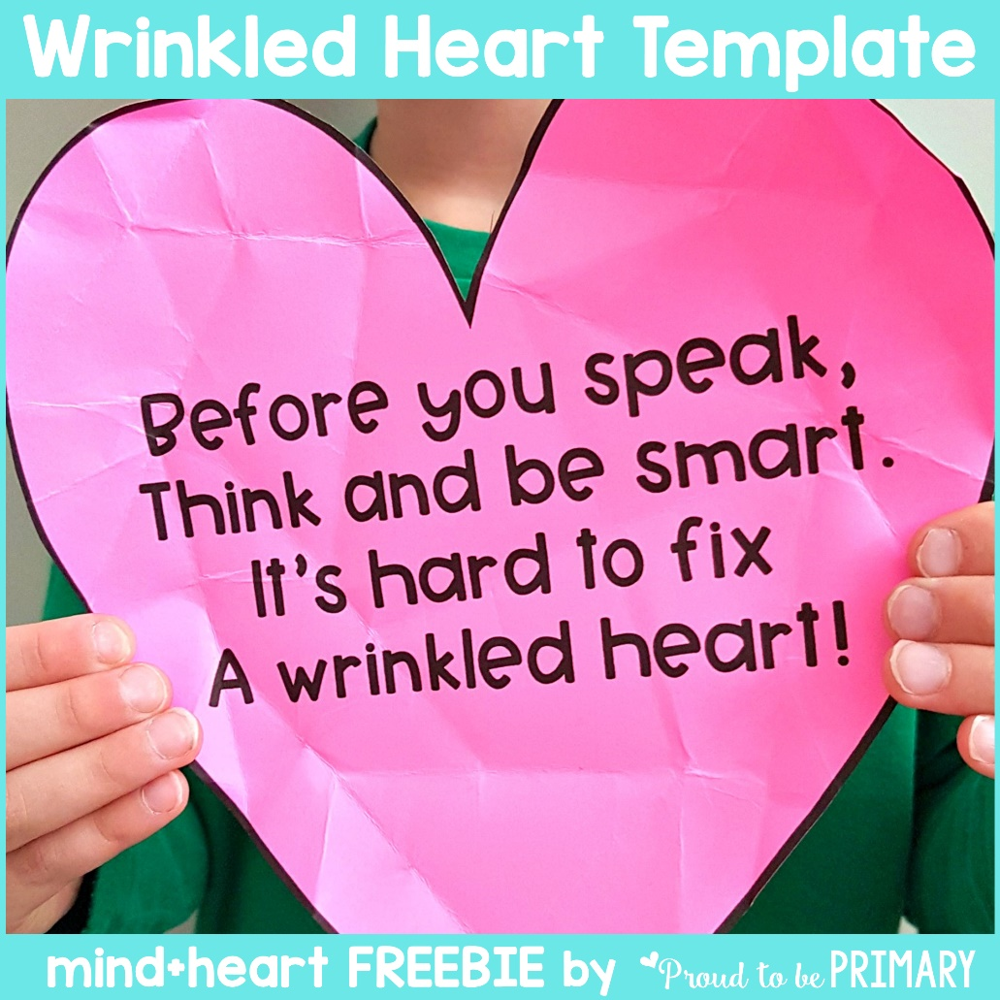 Wrinkled Heart Template
Before you speak,
Think and be smart.
It's hard to fix
A wrinkled heart!
mind+heart FREEBIE by Proud to be PRIMARY